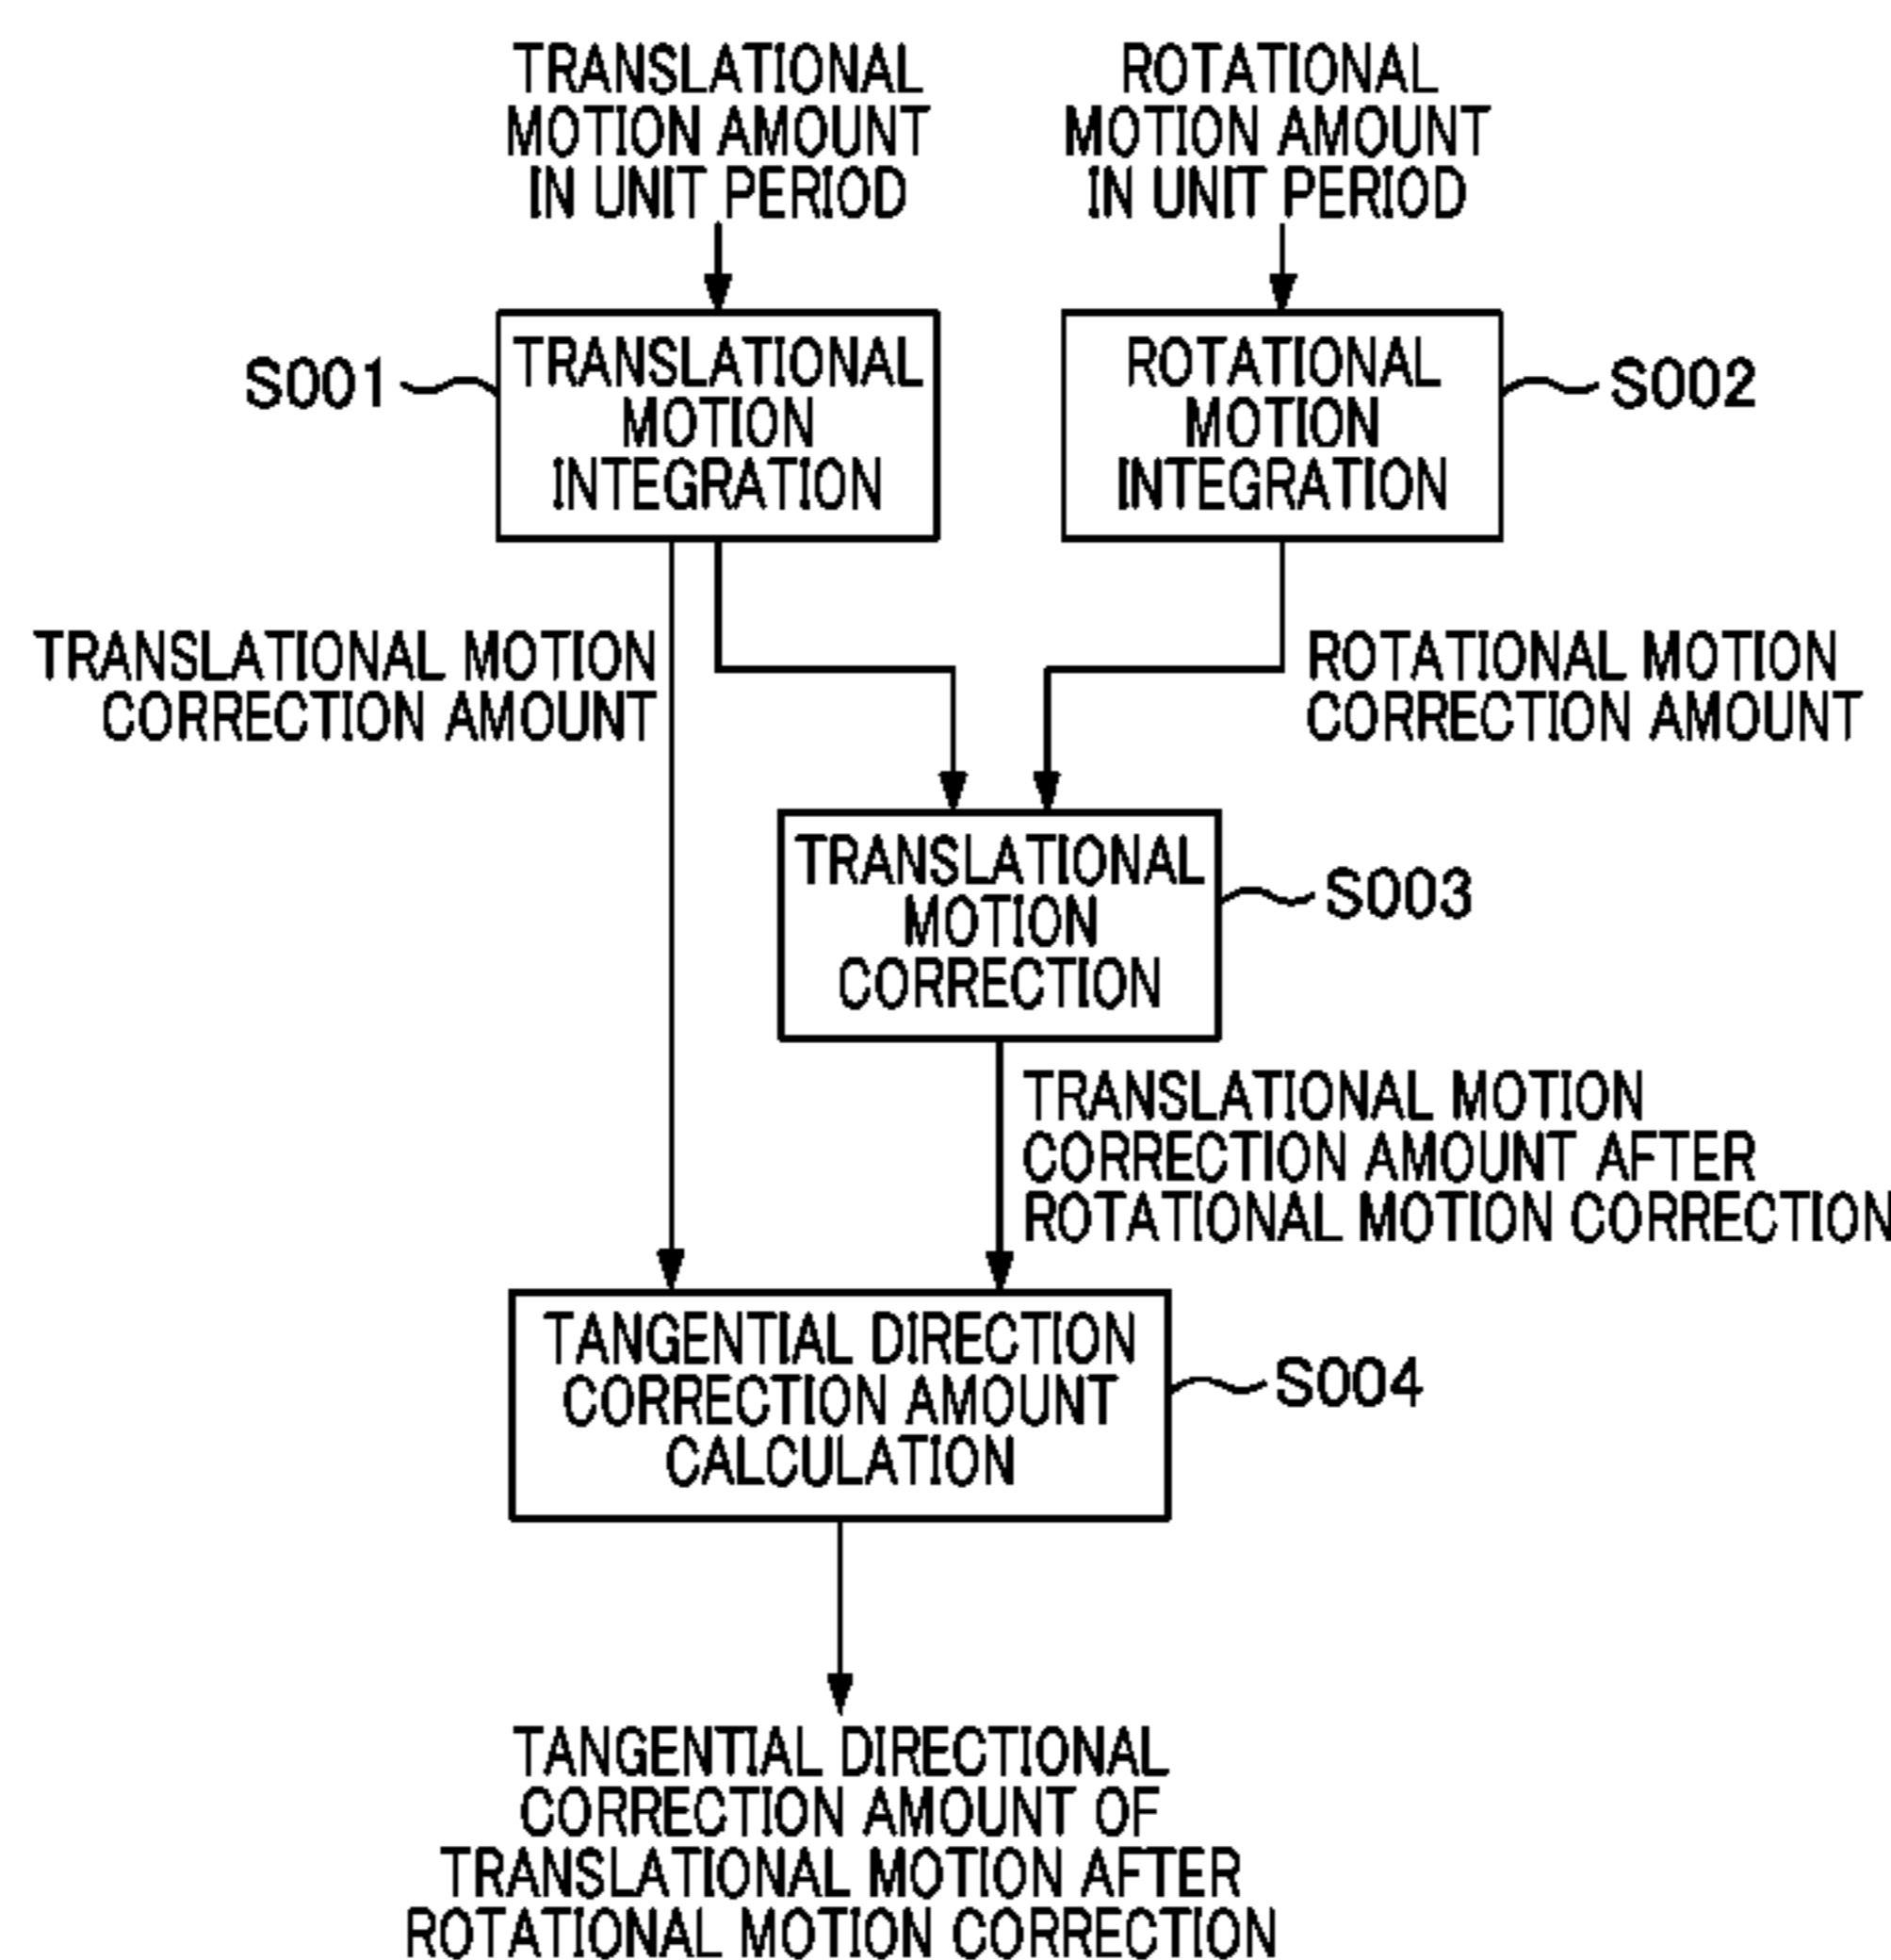 TRANSLATIONAL
MOTION AMOUNT
IN UNIT PERIOD
ROTATIONAL
MOTION AMOUNT
IN UNIT PERIOD
S001
TRANSLATIONAL
MOTION
INTEGRATION
ROTATIONAL
MOTION
INTEGRATION
S002
TRANSLATIONAL MOTION
CORRECTION AMOUNT
ROTATIONAL MOTION
CORRECTION AMOUNT
TRANSLATIONAL
MOTION
CORRECTION
S003
TRANSLATIONAL MOTION
CORRECTION AMOUNT AFTER
ROTATIONAL MOTION CORRECTION
TANGENTIAL DIRECTION
CORRECTION AMOUNT
CALCULATION
S004
TANGENTIAL DIRECTIONAL
CORRECTION AMOUNT OF
TRANSLATIONAL MOTION AFTER
ROTATIONAL MOTION CORRECTION